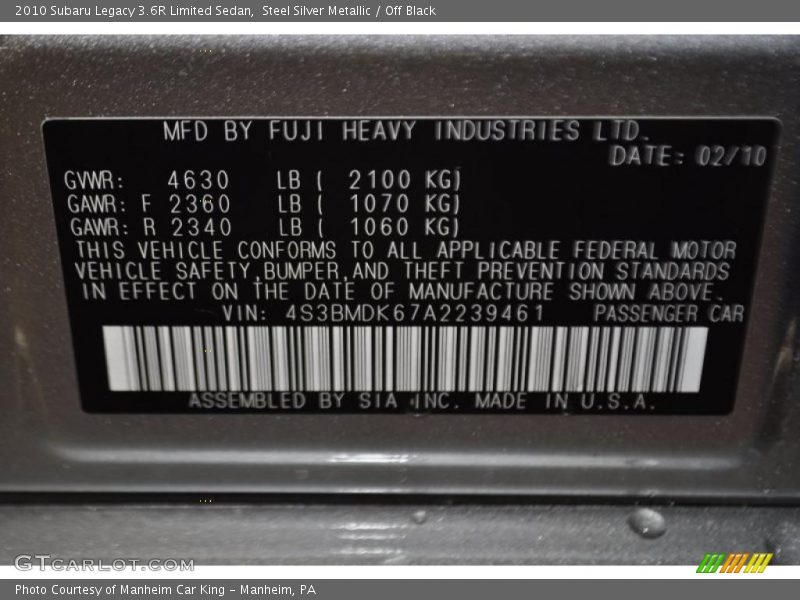 2010 Subaru Legacy 3.6R Limited Sedan,  Steel Silver Metallic / Off Black
MFD BY FUJI HEAVY INDUSTRIES LTD.
DATE: 02/10
GVWR: 4630 LB ( 2100 KG)
GAWR: F 2360 LB ( 1070 KG)
GAWR: R 2340 LB ( 1060 KG)
THIS VEHICLE CONFORMS TO ALL APPLICABLE FEDERAL MOTOR
VEHICLE SAFETY,BUMPER,AND THEFT PREVENTION STANDARDS
IN EFFECT ON THE DATE OF MANUFACTURE SHOWN ABOVE.
VIN: 4S3BMDK67A2239461 PASSENGER CAR
ASSEMBLED BY SIA INC. MADE IN U.S.A.
GTCARLOT.COM
Photo Courtesy of Manheim Car King - Manheim, PA